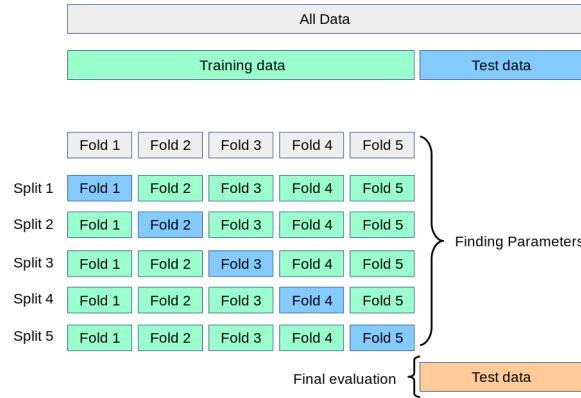 All Data
Training data Test data
Fold 1 Fold 2 Fold 3 Fold 4 Fold 5
Split 1 Fold 1 Fold 2 Fold 3 Fold 4 Fold 5
Split 2 Fold 1 Fold 2 Fold 3 Fold 4 Fold 5
Finding Parameters
Split 3 Fold 1 Fold 2 Fold 3 Fold 4 Fold 5
Split 4 Fold 1 Fold 2 Fold 3 Fold 4 Fold 5
Split 5 Fold 1 Fold 2 Fold 3 Fold 4 Fold 5
Final evaluation Test data